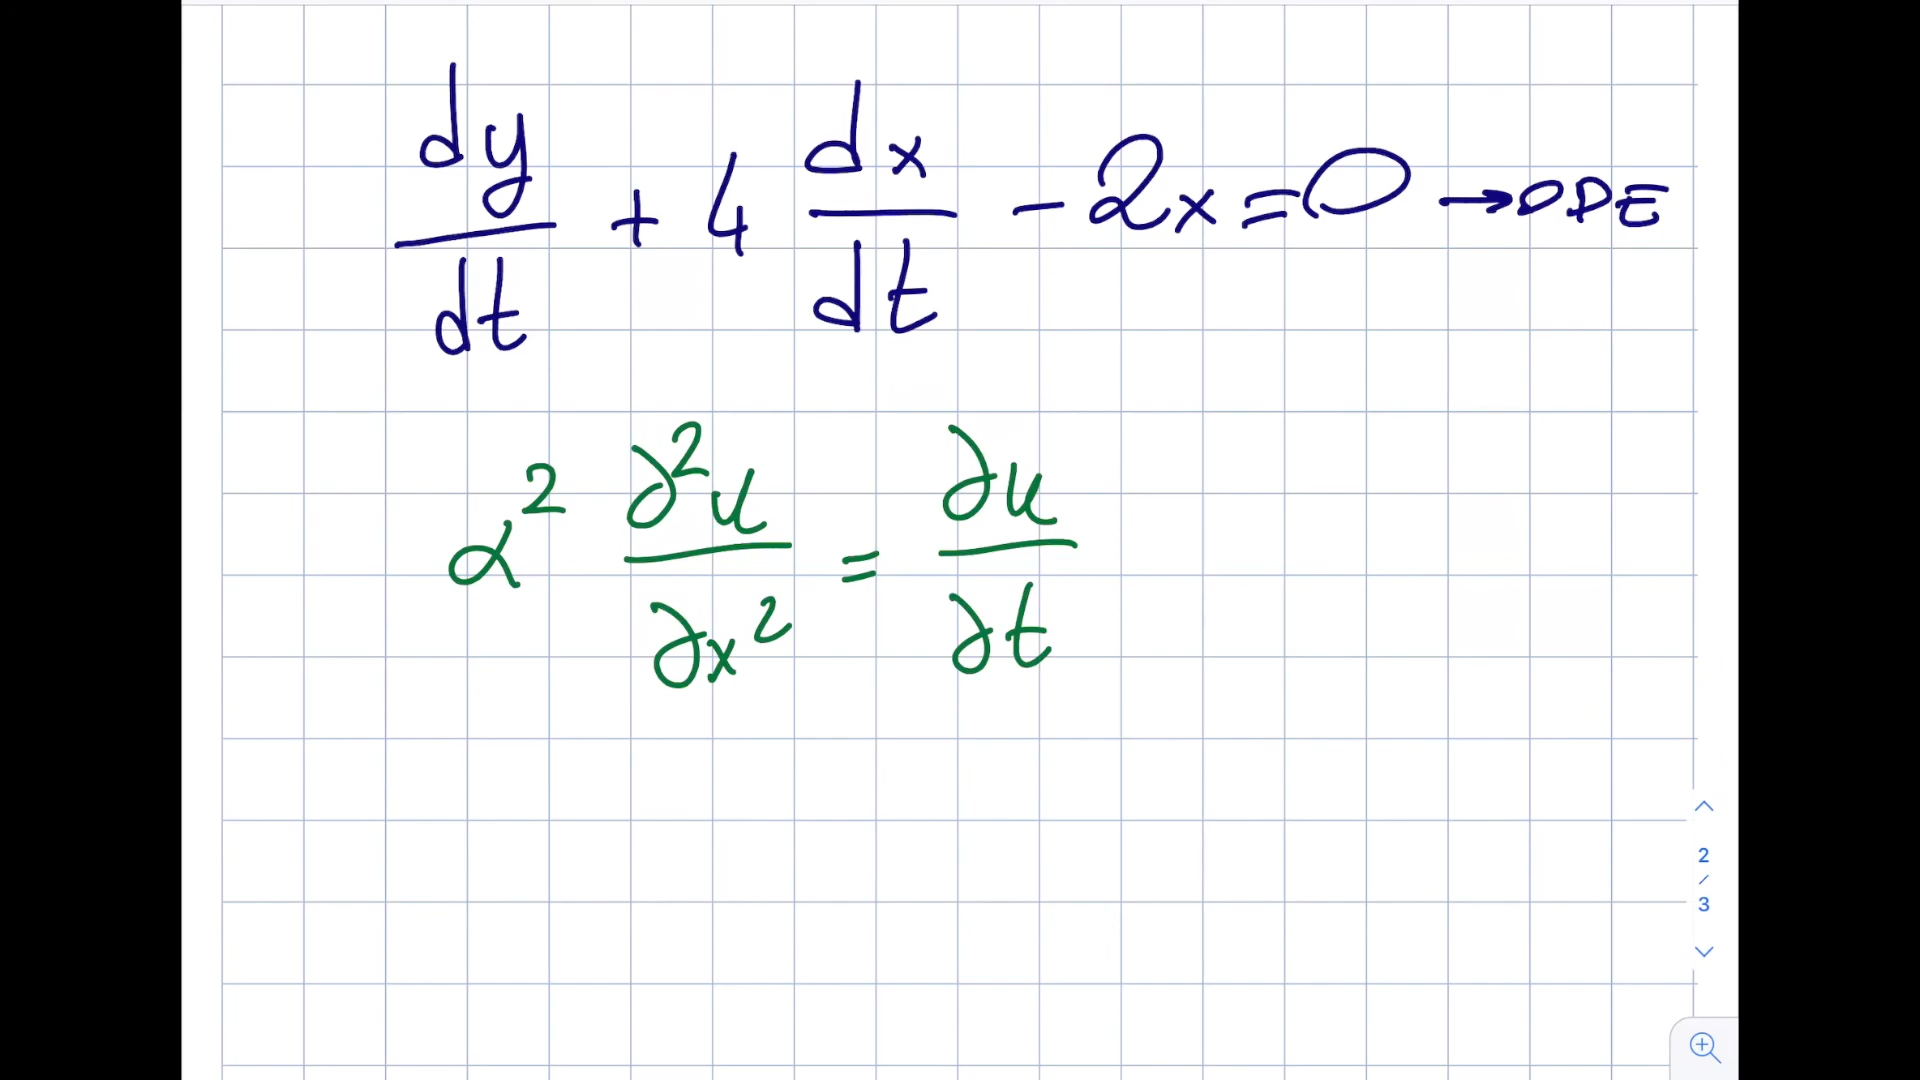 dy/dt + 4 dx/dt - 2x = 0 → ODE
α² ∂²u/∂x² = ∂u/∂t
2
/
3